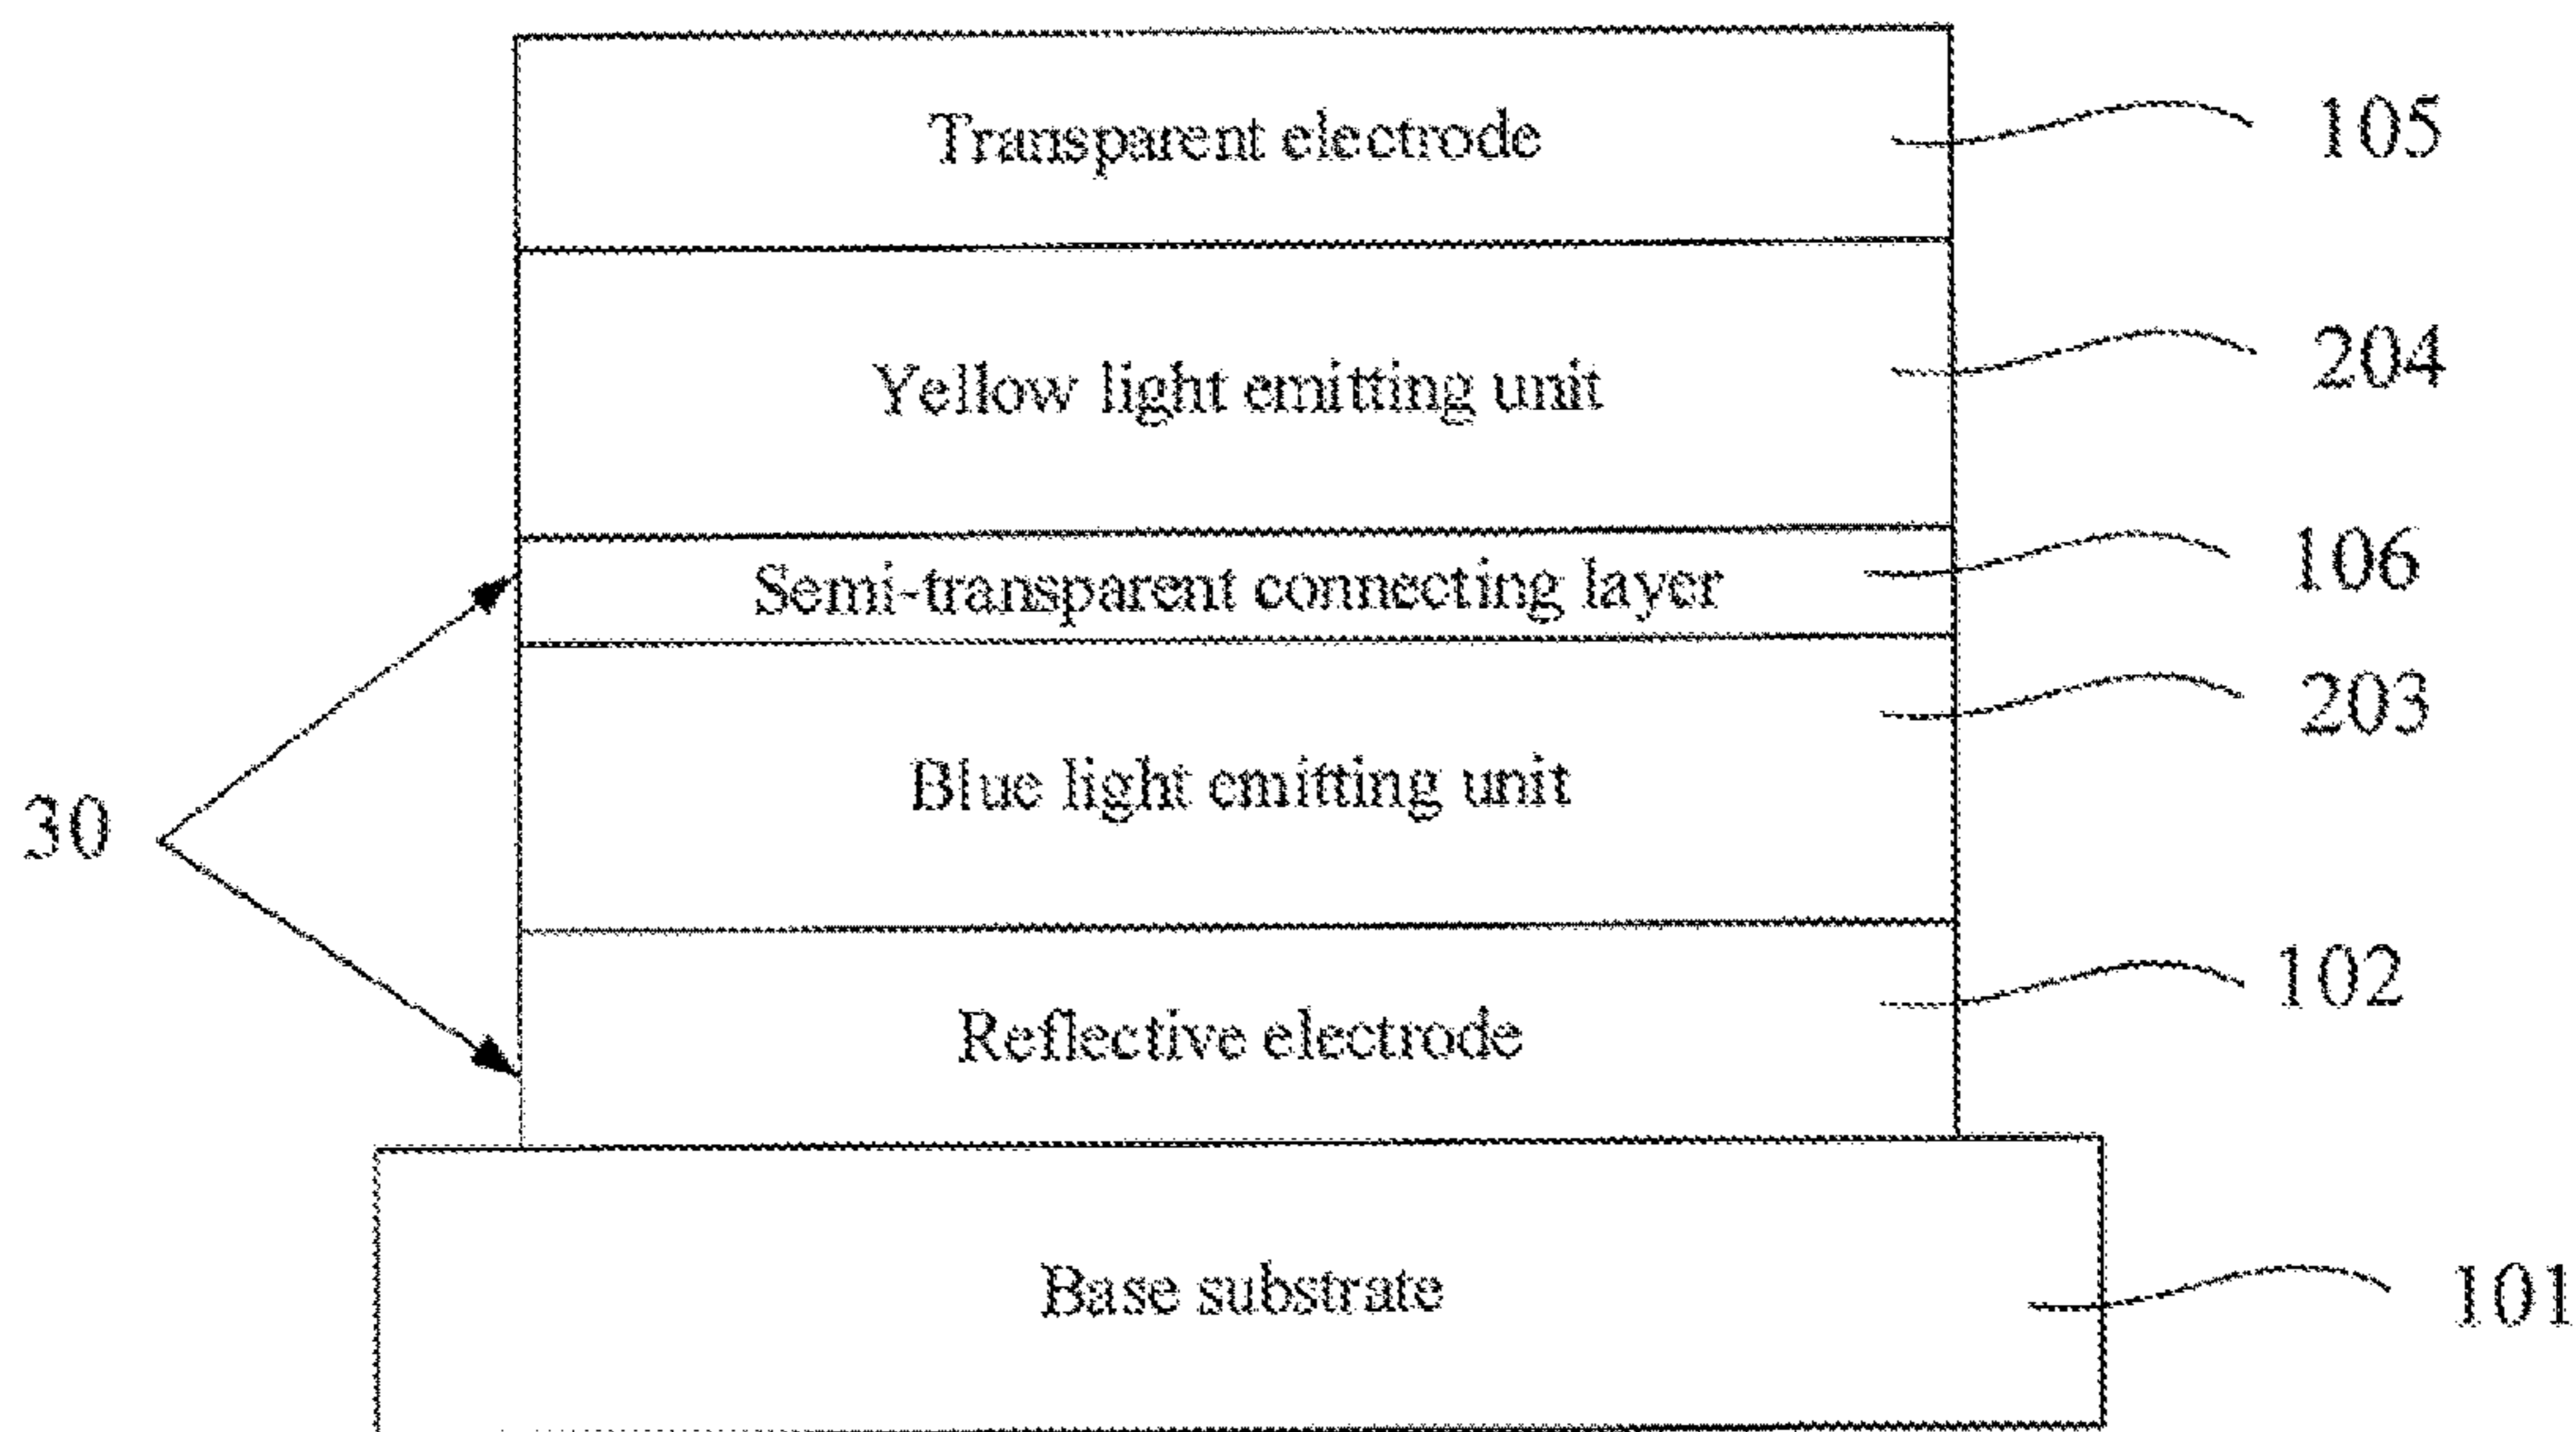 Transparent electrode 105
Yellow light emitting unit 204
Semi-transparent connecting layer 106
Blue light emitting unit 203
30
Reflective electrode 102
Base substrate 101